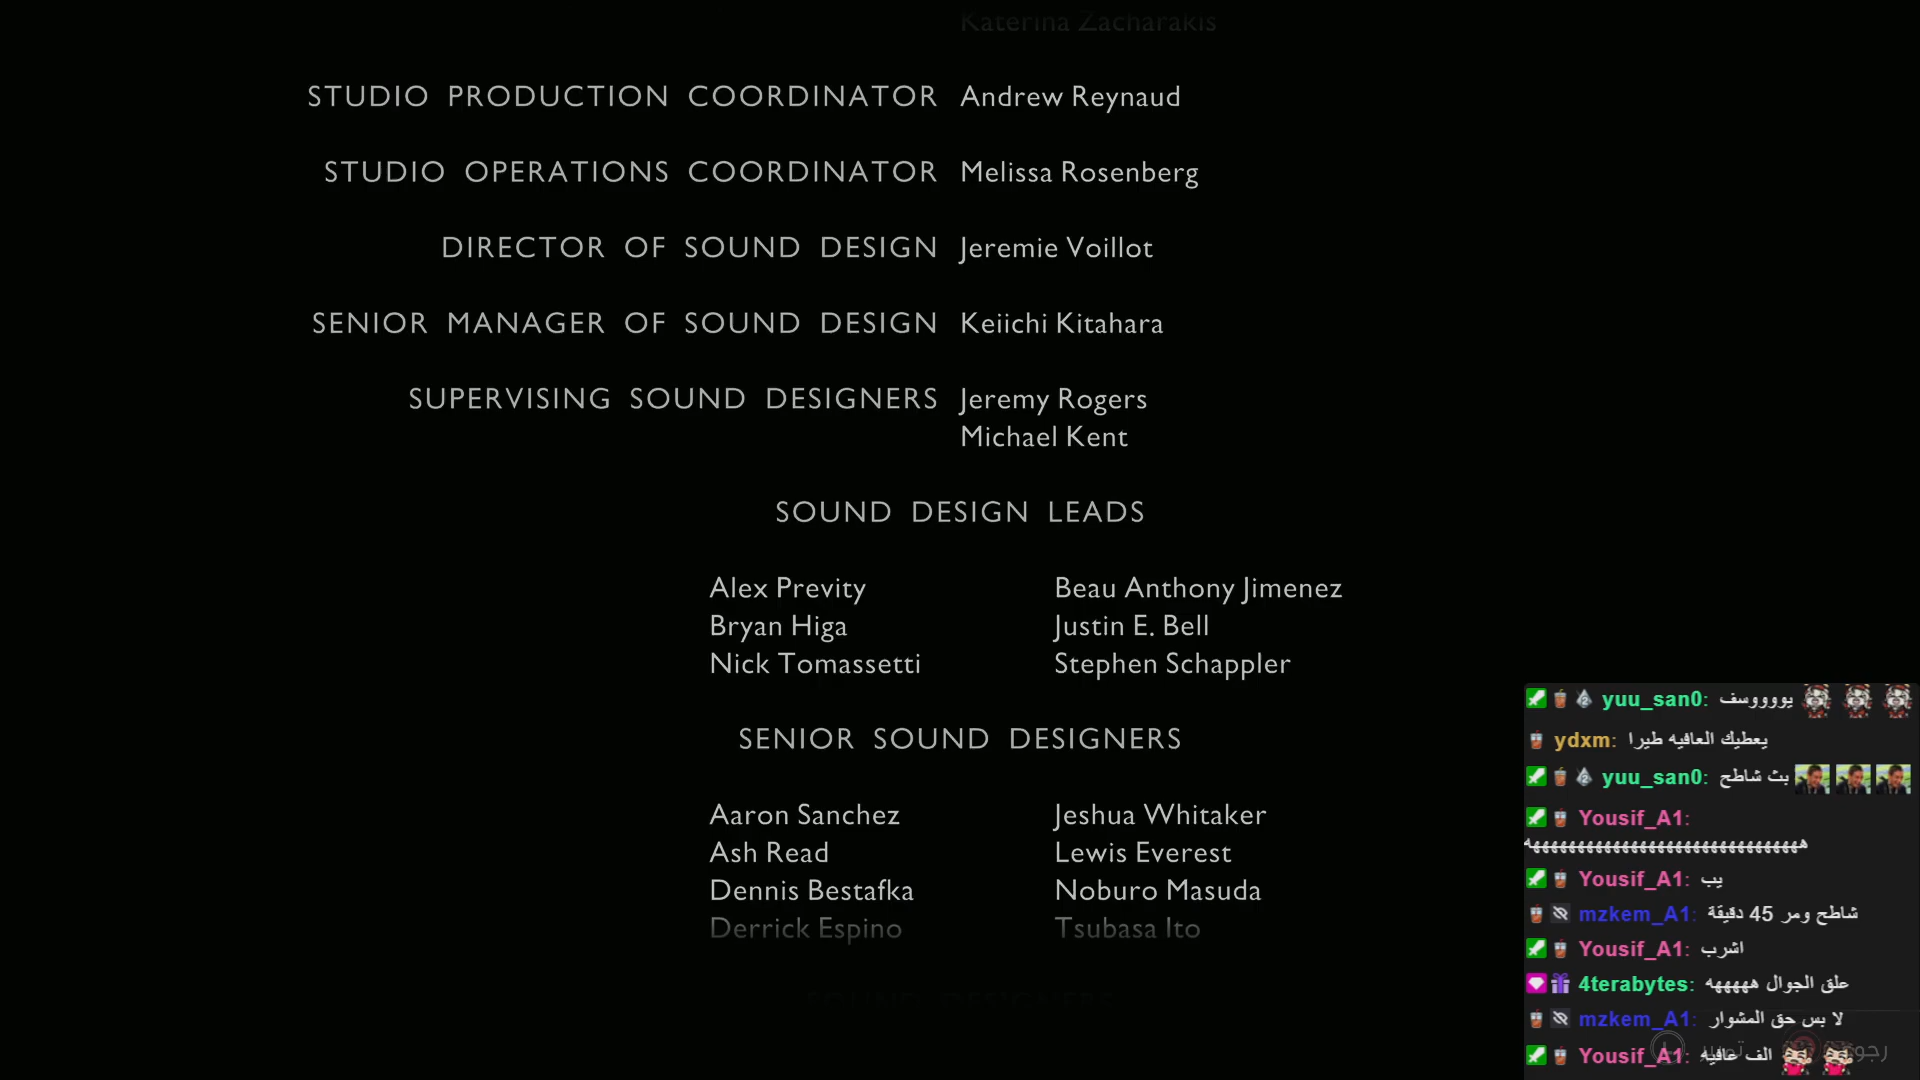 Katerina Zacharakis
STUDIO PRODUCTION COORDINATOR Andrew Reynaud
STUDIO OPERATIONS COORDINATOR Melissa Rosenberg
DIRECTOR OF SOUND DESIGN Jeremie Voillot
SENIOR MANAGER OF SOUND DESIGN Keiichi Kitahara
SUPERVISING SOUND DESIGNERS Jeremy Rogers
Michael Kent
SOUND DESIGN LEADS
Alex Previty Beau Anthony Jimenez
Bryan Higa Justin E. Bell
Nick Tomassetti Stephen Schappler
SENIOR SOUND DESIGNERS
Aaron Sanchez Jeshua Whitaker
Ash Read Lewis Everest
Dennis Bestafka Noburo Masuda
Derrick Espino Tsubasa Ito
SOUND DESIGNERS
yuu_san0: يووووسف
ydxm: يعطيك العافيه طيرا
yuu_san0: بث شاطح
Yousif_A1:
هههههههههههههههههههههههههههههه
Yousif_A1: يب
mzkem_A1: شاطح ومر 45 دقيقة
Yousif_A1: اشرب
4terabytes: علق الجوال هههههه
mzkem_A1: لا بس حق المشوار
Yousif_A1: الف عافيه